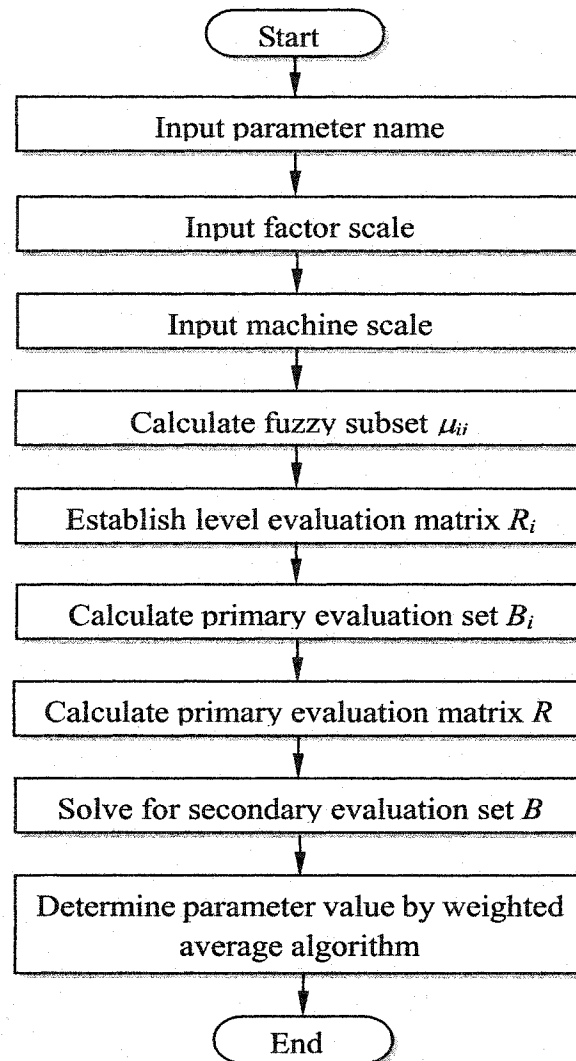 Start
Input parameter name
Input factor scale
Input machine scale
Calculate fuzzy subset μij
Establish level evaluation matrix Ri
Calculate primary evaluation set Bi
Calculate primary evaluation matrix R
Solve for secondary evaluation set B
Determine parameter value by weighted
average algorithm
End